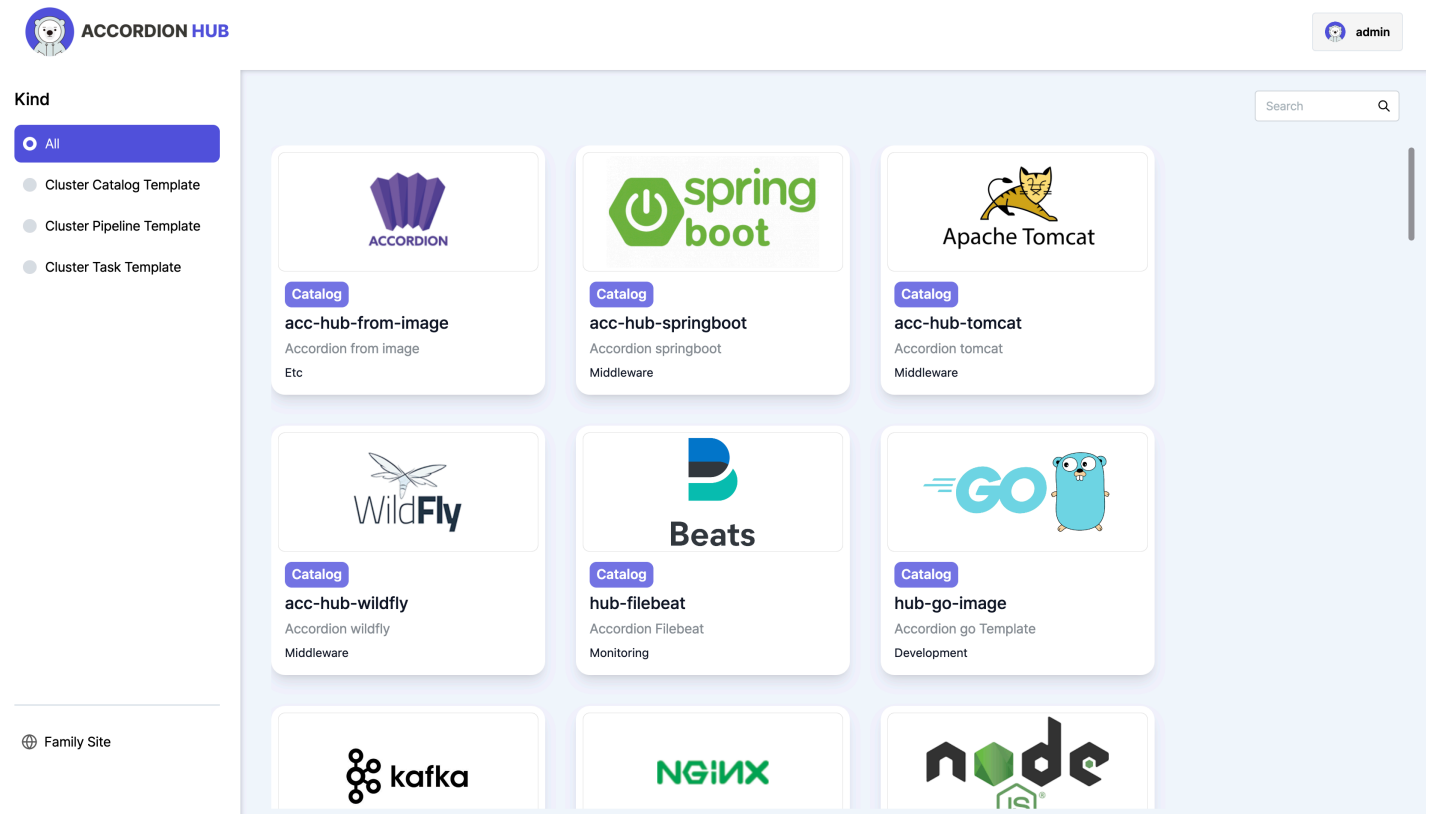 ACCORDION HUB
admin
Kind
All
Cluster Catalog Template
Cluster Pipeline Template
Cluster Task Template
Family Site
Search
ACCORDION
Catalog
acc-hub-from-image
Accordion from image
Etc
spring
boot
Catalog
acc-hub-springboot
Accordion springboot
Middleware
Apache Tomcat
Catalog
acc-hub-tomcat
Accordion tomcat
Middleware
WildFly
Catalog
acc-hub-wildfly
Accordion wildfly
Middleware
Beats
Catalog
hub-filebeat
Accordion Filebeat
Monitoring
GO
Catalog
hub-go-image
Accordion go Template
Development
kafka
NGiNX
node
JS®